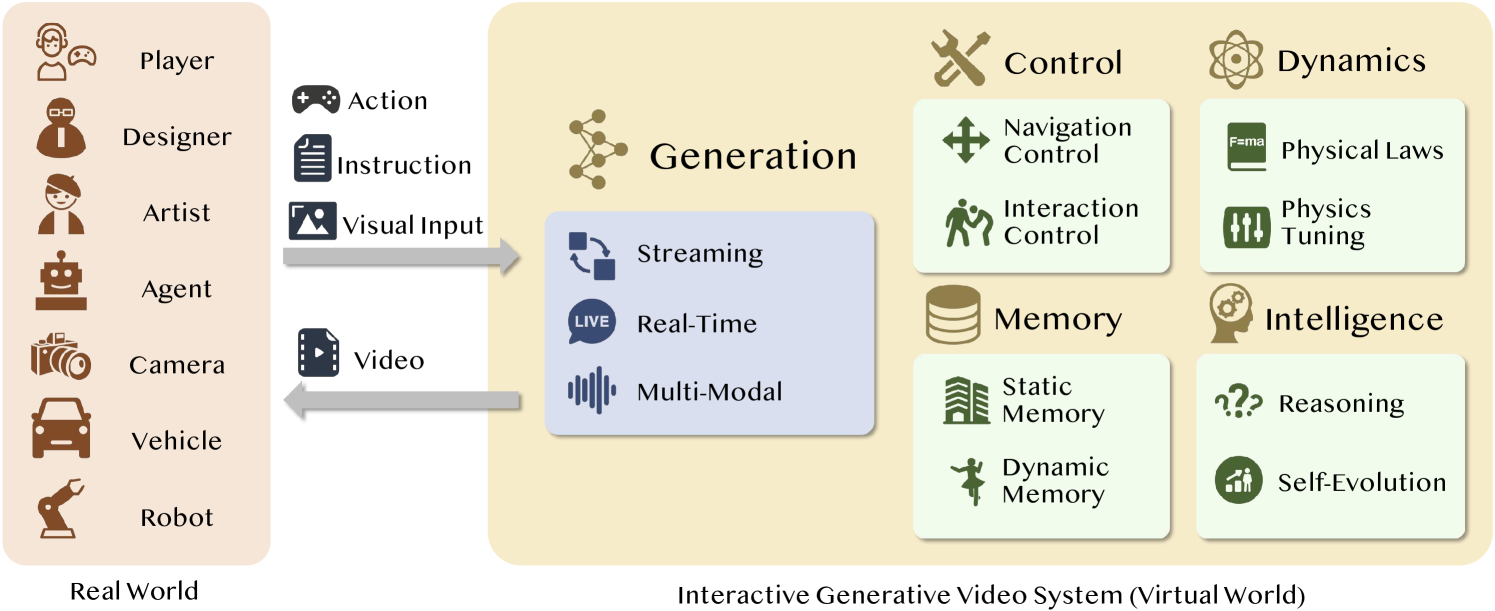 Player
Designer
Artist
Agent
Camera
Vehicle
Robot
Real World
Action
Instruction
Visual Input
Video
Generation
Streaming
LIVE
Real-Time
Multi-Modal
Control
Navigation
Control
Interaction
Control
Dynamics
F=ma
Physical Laws
Physics
Tuning
Memory
Static
Memory
Dynamic
Memory
Intelligence
???
Reasoning
Self-Evolution
Interactive Generative Video System (Virtual World)